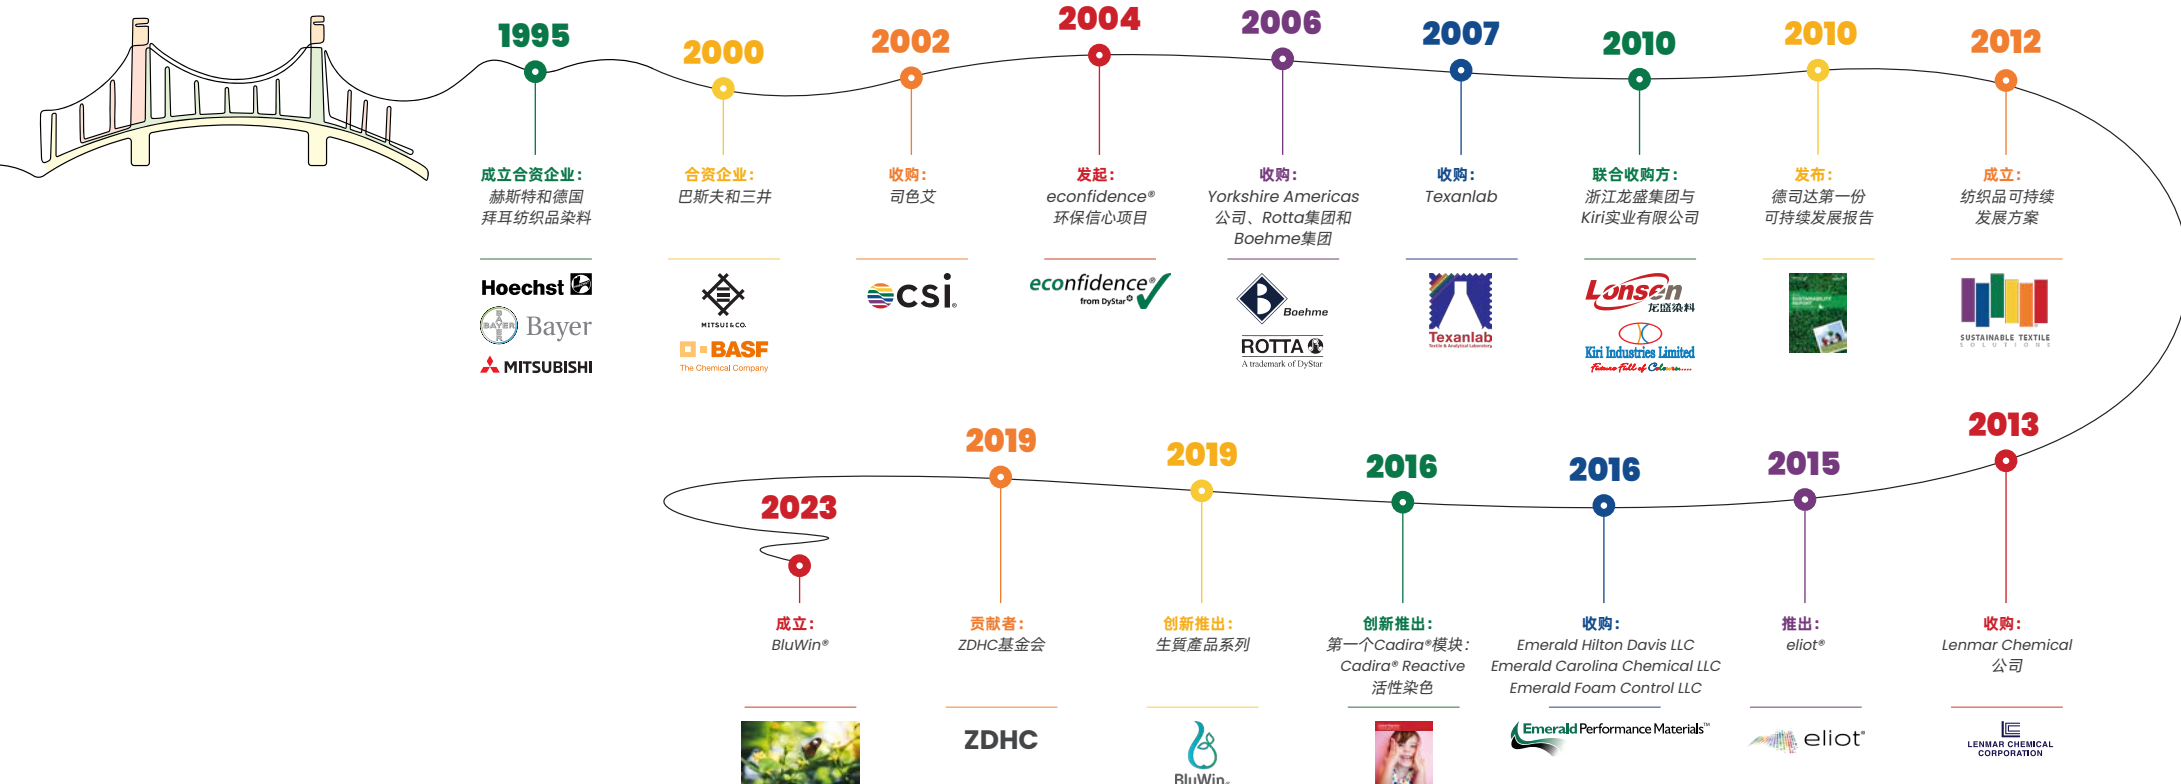 1995
成立合资企业：
赫斯特和德国
拜耳纺织品染料
Hoechst
BAYER
BAYER
Bayer
MITSUBISHI
2000
合资企业：
巴斯夫和三井
MITSUI & CO.
BASF
The Chemical Company
2002
收购：
司色艾
csi
2004
发起：
econfidence®
环保信心项目
econfidence®
from DyStar
2006
收购：
Yorkshire Americas
公司、Rotta集团和
Boehme集团
B
Boehme
ROTTA
A trademark of DyStar
2007
收购：
Texanlab
Texanlab
Textile & Analytical Laboratory
2010
联合收购方：
浙江龙盛集团与
Kiri实业有限公司
Lonsen
龙盛染料
Kiri Industries Limited
Future Full of Colours.....
2010
发布：
德司达第一份
可持续发展报告
SUSTAINABILITY
REPORT
2012
成立：
纺织品可持续
发展方案
SUSTAINABLE TEXTILE
SOLUTIONS
2013
收购：
Lenmar Chemical
公司
LENMAR CHEMICAL
CORPORATION
2015
推出：
eliot®
eliot®
2016
收购：
Emerald Hilton Davis LLC
Emerald Carolina Chemical LLC
Emerald Foam Control LLC
Emerald Performance Materials™
2016
创新推出：
第一个Cadira®模块：
Cadira® Reactive
活性染色
2019
创新推出：
生質產品系列
BluWin
2019
贡献者：
ZDHC基金会
ZDHC
2023
成立：
BluWin®